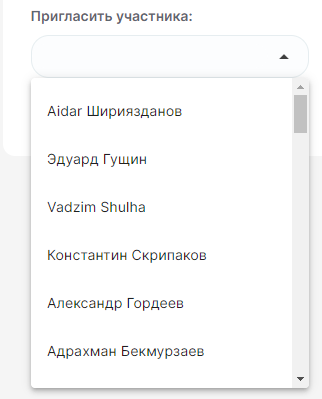 Пригласить участника:
Aidar Шириязданов
Эдуард Гущин
Vadzim Shulha
Константин Скрипаков
Александр Гордеев
Адрахман Бекмурзаев